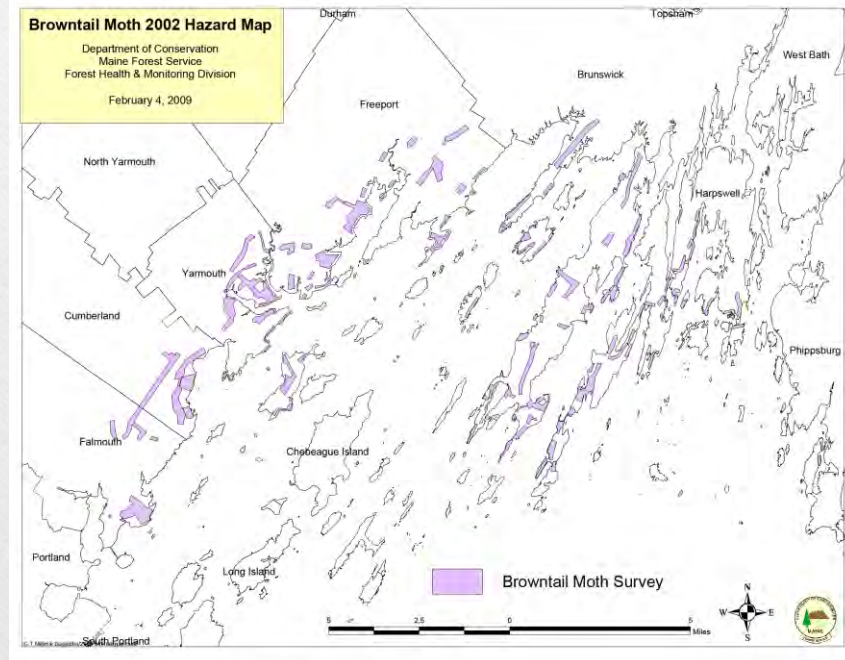 Browntail Moth 2002 Hazard Map
Department of Conservation
Maine Forest Service
Forest Health & Monitoring Division
February 4, 2009
Durham
Topsham
West Bath
Brunswick
Freeport
North Yarmouth
Harpswell
Yarmouth
Cumberland
Phippsburg
Falmouth
Chebeague Island
Portland
Long Island
South Portland
Browntail Moth Survey
N
W E
S
5 2.5 0 5
Miles
MAINE